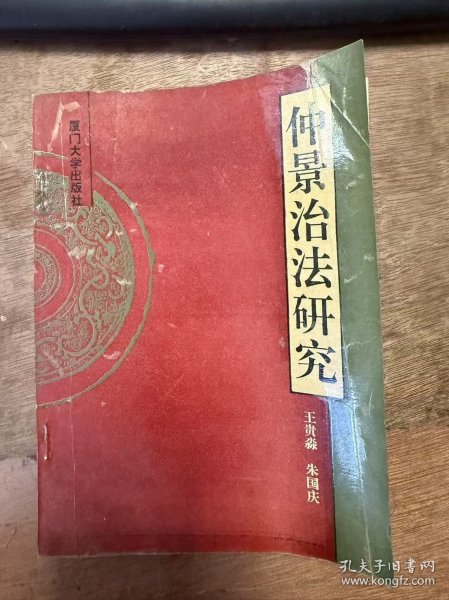 仲景治法研究
王贵淼 朱国庆
厦门大学出版社
孔夫子旧书网
www.kongfz.com